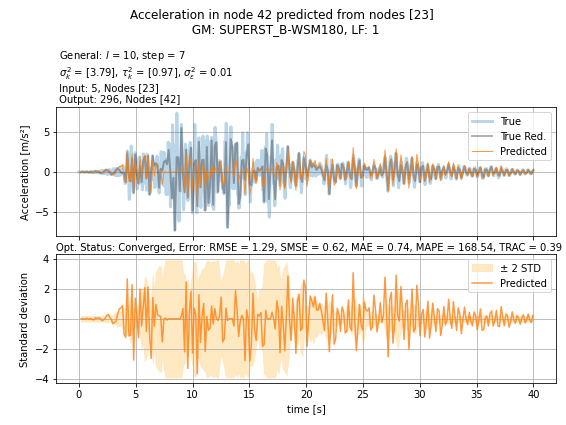 Acceleration in node 42 predicted from nodes [23]
GM: SUPERST_B-WSM180, LF: 1
General: l = 10, step = 7
σ²ₖ = [3.79], τ²ₖ = [0.97], σ²ε = 0.01
Input: 5, Nodes [23]
Output: 296, Nodes [42]
True
True Red.
Predicted
Acceleration [m/s²]
5
0
−5
Opt. Status: Converged, Error: RMSE = 1.29, SMSE = 0.62, MAE = 0.74, MAPE = 168.54, TRAC = 0.39
± 2 STD
Predicted
Standard deviation
4
2
0
−2
−4
0 5 10 15 20 25 30 35 40
time [s]